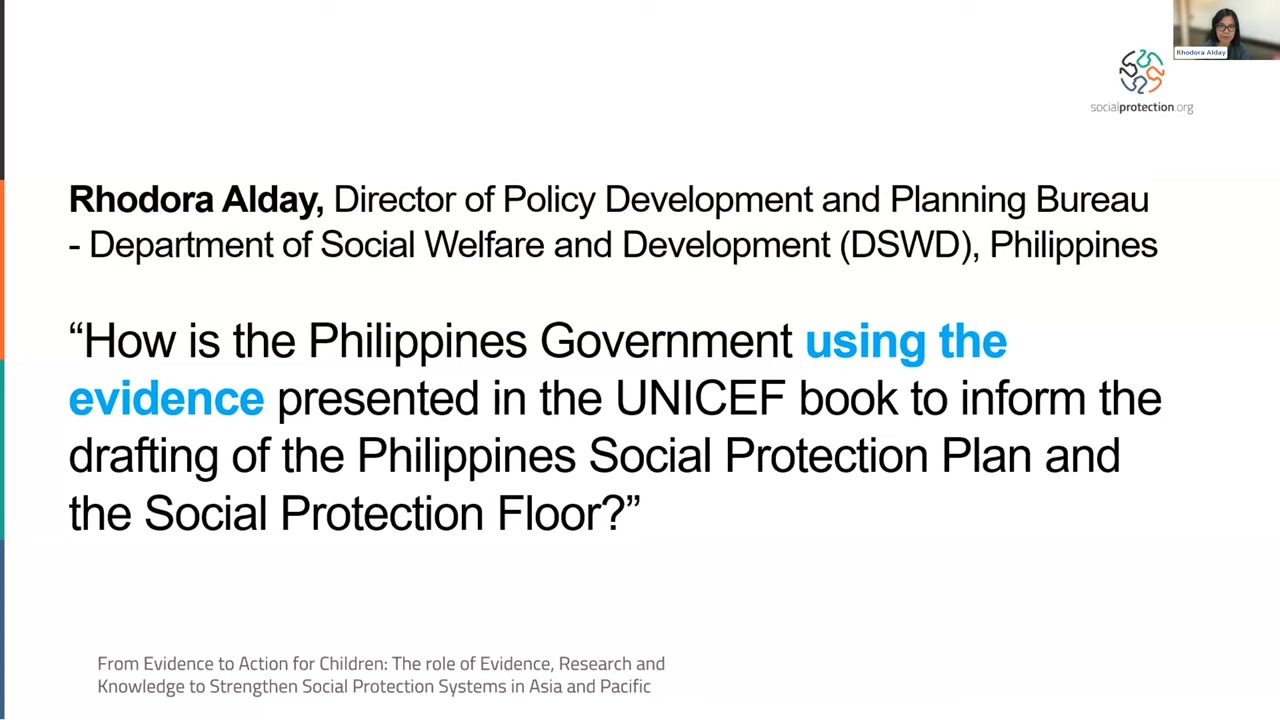 Rhodora Alday
socialprotection.org
Rhodora Alday, Director of Policy Development and Planning Bureau
- Department of Social Welfare and Development (DSWD), Philippines
“How is the Philippines Government using the
evidence presented in the UNICEF book to inform the
drafting of the Philippines Social Protection Plan and
the Social Protection Floor?”
From Evidence to Action for Children: The role of Evidence, Research and
Knowledge to Strengthen Social Protection Systems in Asia and Pacific